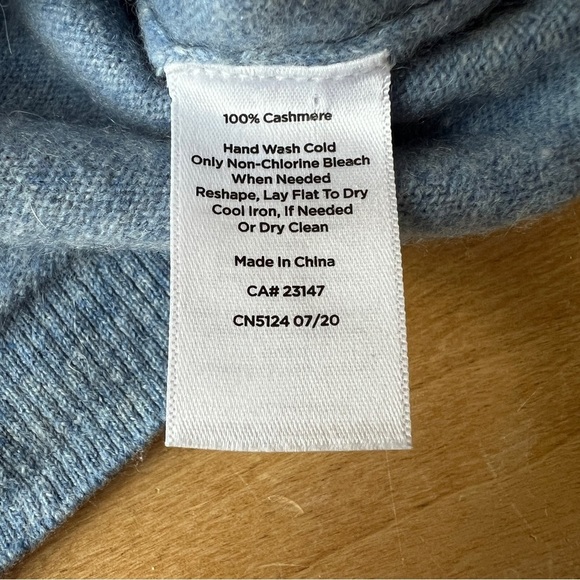 100% Cashmere
Hand Wash Cold
Only Non-Chlorine Bleach
When Needed
Reshape, Lay Flat To Dry
Cool Iron, If Needed
Or Dry Clean
Made In China
CA# 23147
CN5124 07/20